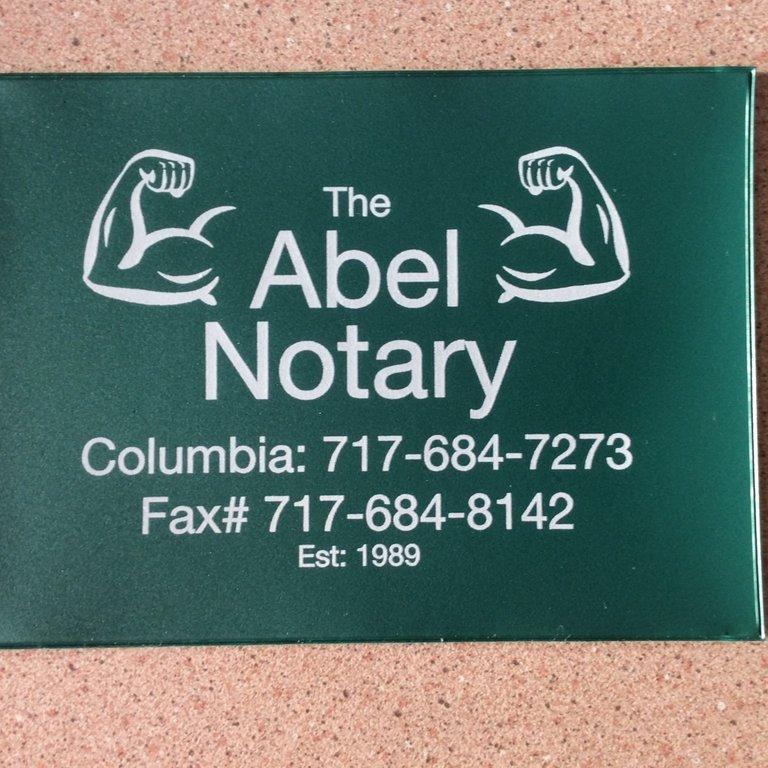 The
Abel
Notary
Columbia: 717-684-7273
Fax# 717-684-8142
Est: 1989